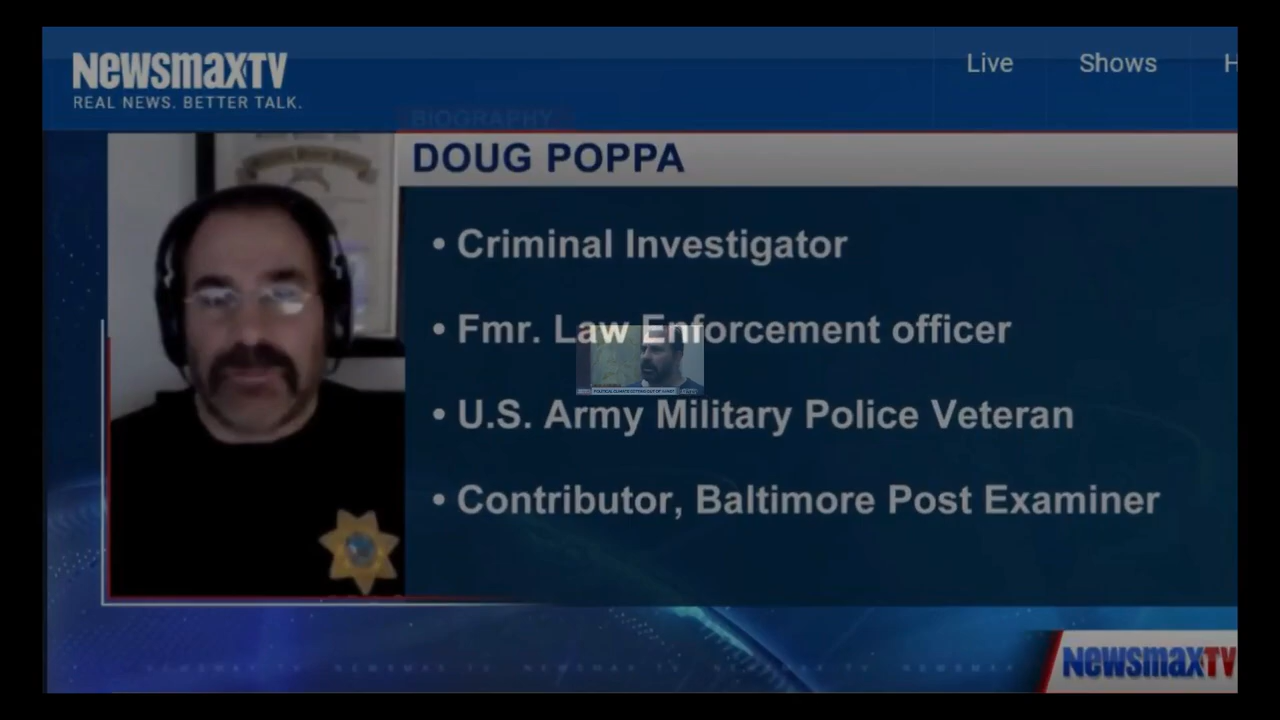 NEWSMAXTV
REAL NEWS. BETTER TALK.
Live
Shows
H
BIOGRAPHY
DOUG POPPA
• Criminal Investigator
• Fmr. Law Enforcement officer
• U.S. Army Military Police Veteran
• Contributor, Baltimore Post Examiner
NEWSMAXTV